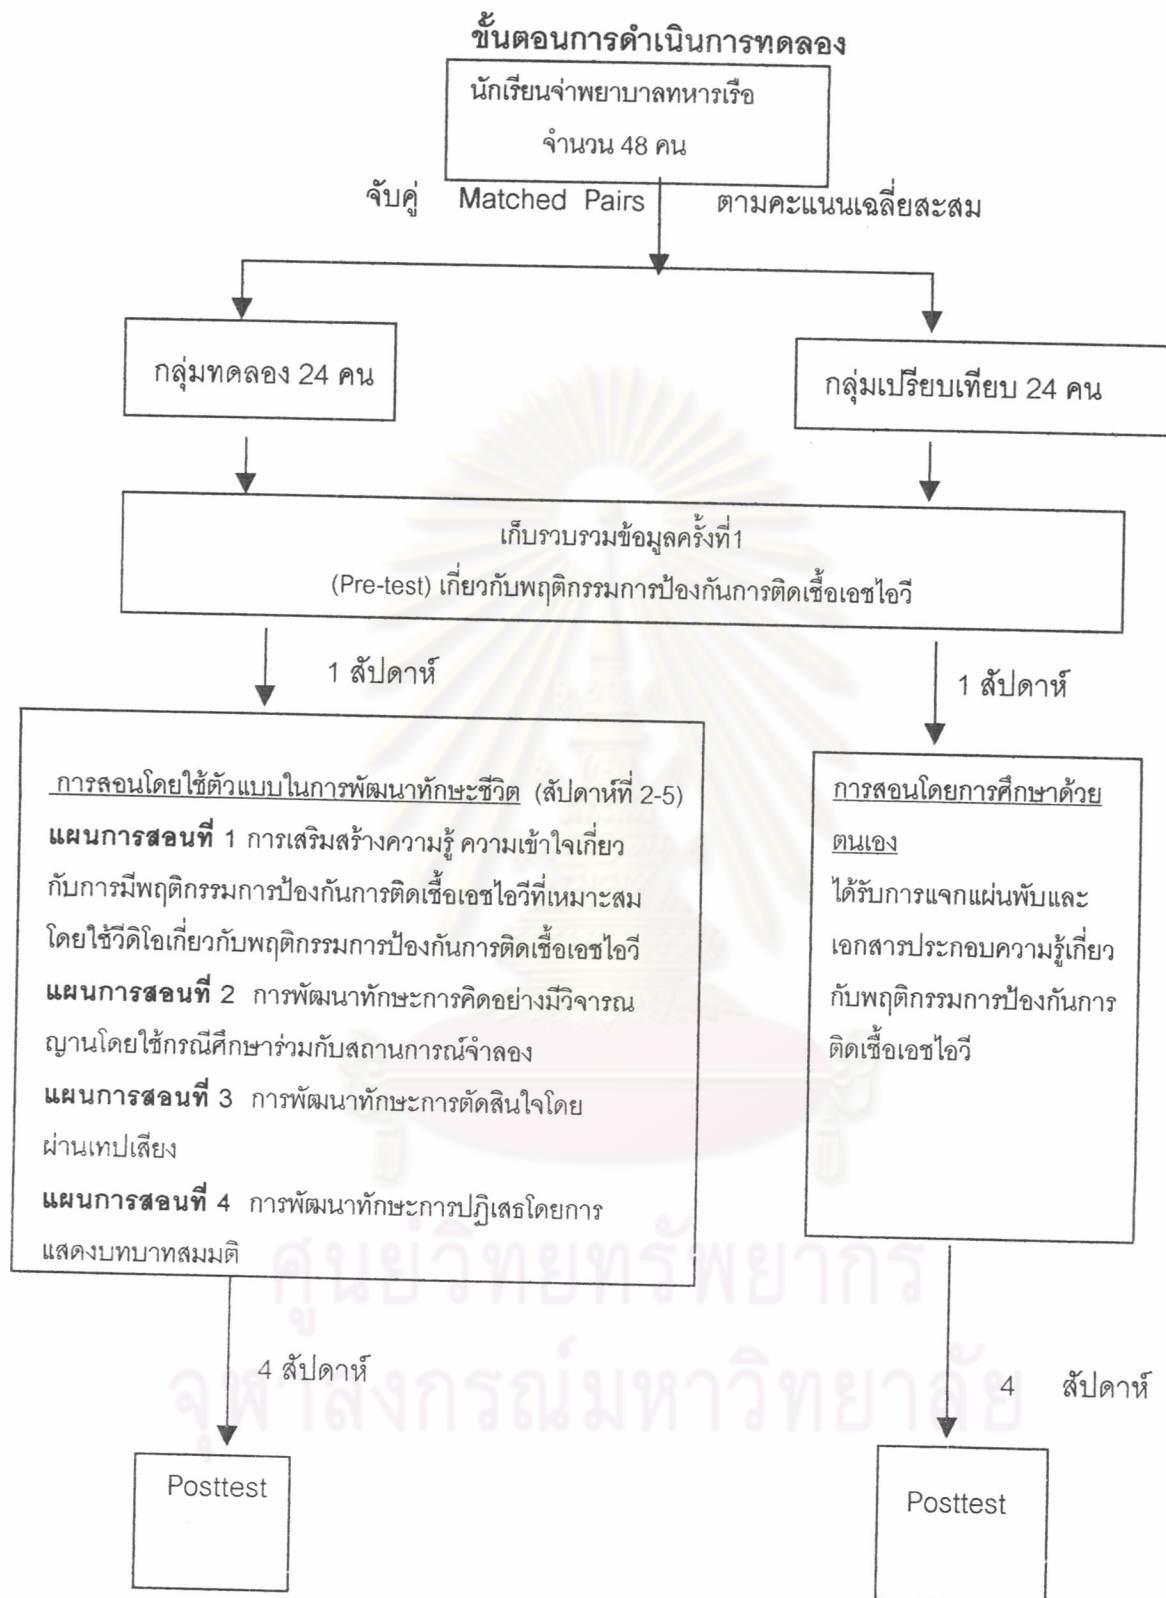 ขั้นตอนการดำเนินการทดลอง
นักเรียนจ่าพยาบาลทหารเรือ
จำนวน 48 คน
จับคู่ Matched Pairs ตามคะแนนเฉลี่ยสะสม
กลุ่มทดลอง 24 คน
กลุ่มเปรียบเทียบ 24 คน
เก็บรวบรวมข้อมูลครั้งที่1
(Pre-test) เกี่ยวกับพฤติกรรมการป้องกันการติดเชื้อเอชไอวี
1 สัปดาห์
1 สัปดาห์
การสอนโดยใช้ตัวแบบในการพัฒนาทักษะชีวิต (สัปดาห์ที่ 2-5)
แผนการสอนที่ 1 การเสริมสร้างความรู้ ความเข้าใจเกี่ยว
กับการมีพฤติกรรมการป้องกันการติดเชื้อเอชไอวีที่เหมาะสม
โดยใช้วีดิโอเกี่ยวกับพฤติกรรมการป้องกันการติดเชื้อเอชไอวี
แผนการสอนที่ 2 การพัฒนาทักษะการคิดอย่างมีวิจารณ
ญานโดยใช้กรณีศึกษาร่วมกับสถานการณ์จำลอง
แผนการสอนที่ 3 การพัฒนาทักษะการตัดสินใจโดย
ผ่านเทปเสียง
แผนการสอนที่ 4 การพัฒนาทักษะการปฏิเสธโดยการ
แสดงบทบาทสมมติ
การสอนโดยการศึกษาด้วย
ตนเอง
ได้รับการแจกแผ่นพับและ
เอกสารประกอบความรู้เกี่ยว
กับพฤติกรรมการป้องกันการ
ติดเชื้อเอชไอวี
ศูนย์วิทยทรัพยากร
จุฬาลงกรณ์มหาวิทยาลัย
4 สัปดาห์
4 สัปดาห์
Posttest
Posttest